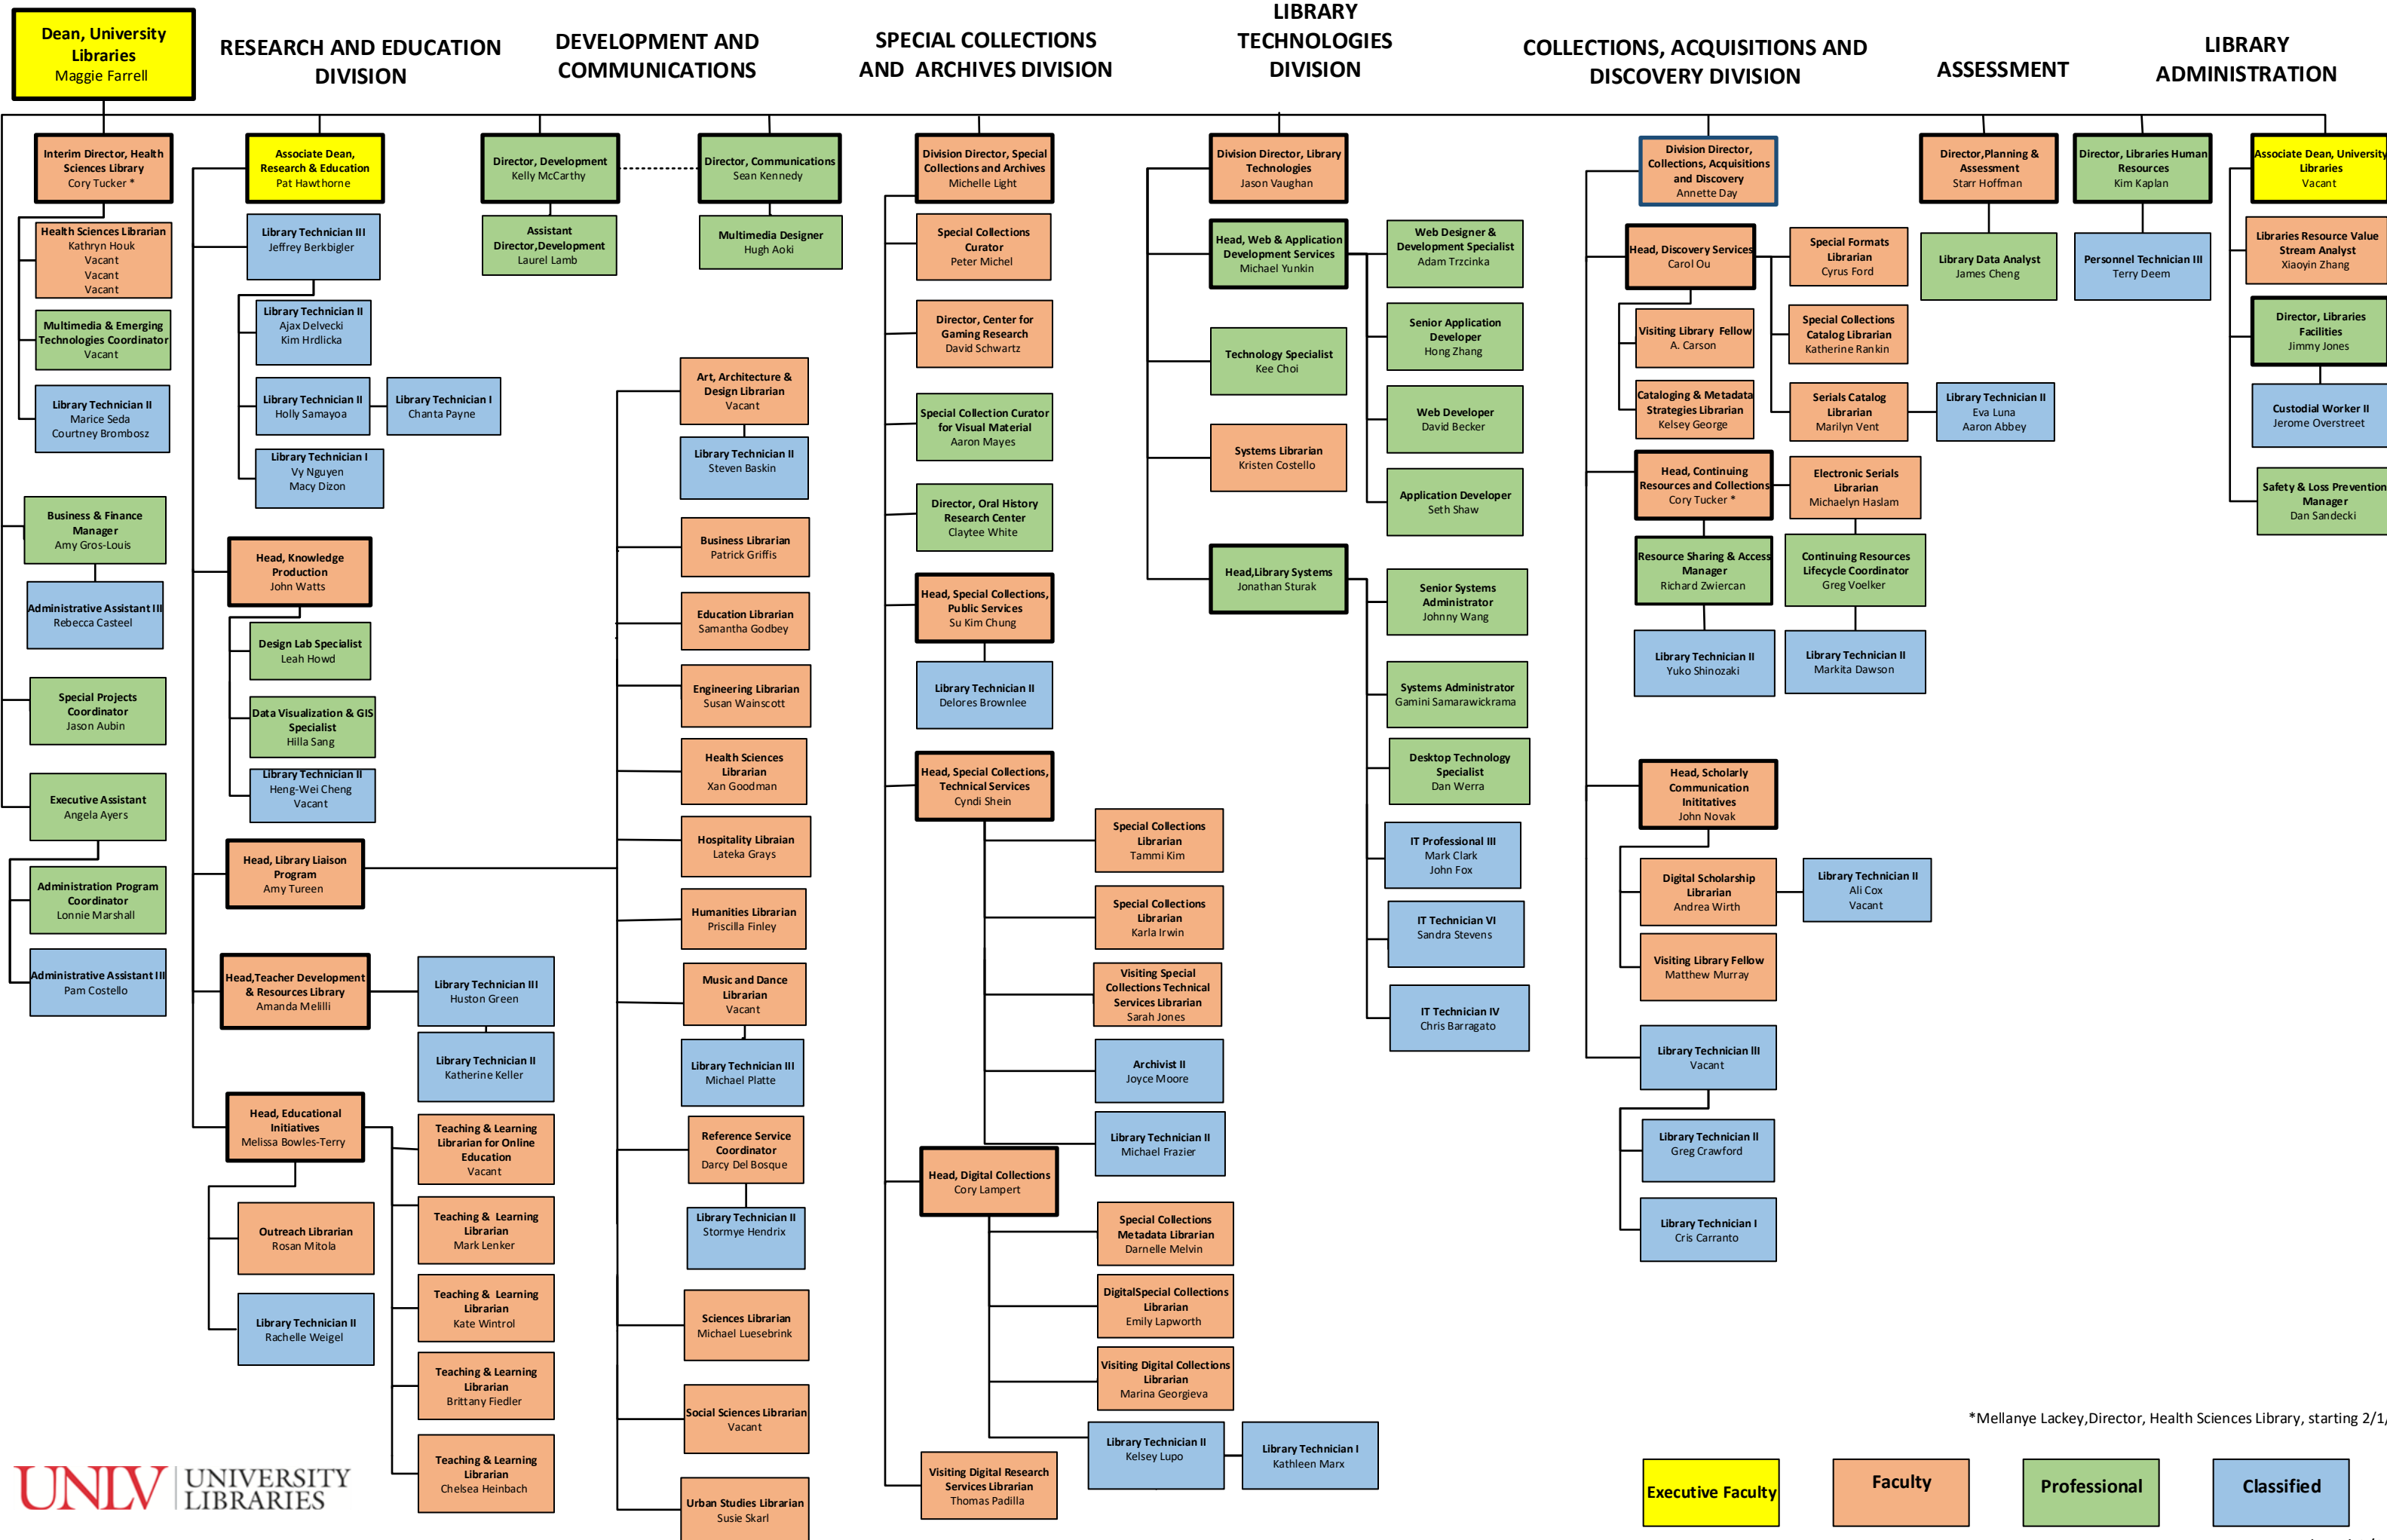 Dean, University
Libraries
Maggie Farrell
RESEARCH AND EDUCATION
DIVISION
DEVELOPMENT AND
COMMUNICATIONS
SPECIAL COLLECTIONS
AND ARCHIVES DIVISION
LIBRARY
TECHNOLOGIES
DIVISION
COLLECTIONS, ACQUISITIONS AND
DISCOVERY DIVISION
ASSESSMENT
LIBRARY
ADMINISTRATION
Interim Director, Health
Sciences Library
Cory Tucker *
Health Sciences Librarian
Kathryn Houk
Vacant
Vacant
Vacant
Multimedia & Emerging
Technologies Coordinator
Vacant
Library Technician II
Marice Seda
Courtney Brombosz
Business & Finance
Manager
Amy Gros-Louis
Administrative Assistant III
Rebecca Casteel
Special Projects
Coordinator
Jason Aubin
Executive Assistant
Angela Ayers
Administration Program
Coordinator
Lonnie Marshall
Administrative Assistant III
Pam Costello
Associate Dean,
Research & Education
Pat Hawthorne
Library Technician III
Jeffrey Berkbigler
Library Technician II
Ajax Delvecki
Kim Hrdlicka
Library Technician II
Holly Samayoa
Library Technician I
Chanta Payne
Library Technician I
Vy Nguyen
Macy Dizon
Head, Knowledge
Production
John Watts
Design Lab Specialist
Leah Howd
Data Visualization & GIS
Specialist
Hilla Sang
Library Technician II
Heng-Wei Cheng
Vacant
Head, Library Liaison
Program
Amy Tureen
Head,Teacher Development
& Resources Library
Amanda Melilli
Library Technician III
Huston Green
Library Technician II
Katherine Keller
Head, Educational
Initiatives
Melissa Bowles-Terry
Outreach Librarian
Rosan Mitola
Library Technician II
Rachelle Weigel
Teaching & Learning
Librarian for Online
Education
Vacant
Teaching & Learning
Librarian
Mark Lenker
Teaching & Learning
Librarian
Kate Wintrol
Teaching & Learning
Librarian
Brittany Fiedler
Teaching & Learning
Librarian
Chelsea Heinbach
Director, Development
Kelly McCarthy
Assistant
Director,Development
Laurel Lamb
Director, Communications
Sean Kennedy
Multimedia Designer
Hugh Aoki
Art, Architecture &
Design Librarian
Vacant
Library Technician II
Steven Baskin
Business Librarian
Patrick Griffis
Education Librarian
Samantha Godbey
Engineering Librarian
Susan Wainscott
Health Sciences
Librarian
Xan Goodman
Hospitality Libraian
Lateka Grays
Humanities Librarian
Priscilla Finley
Music and Dance
Librarian
Vacant
Library Technician III
Michael Platte
Reference Service
Coordinator
Darcy Del Bosque
Library Technician II
Stormye Hendrix
Sciences Librarian
Michael Luesebrink
Social Sciences Librarian
Vacant
Urban Studies Librarian
Susie Skarl
Division Director, Special
Collections and Archives
Michelle Light
Special Collections
Curator
Peter Michel
Director, Center for
Gaming Research
David Schwartz
Special Collection Curator
for Visual Material
Aaron Mayes
Director, Oral History
Research Center
Claytee White
Head, Special Collections,
Public Services
Su Kim Chung
Library Technician II
Delores Brownlee
Head, Special Collections,
Technical Services
Cyndi Shein
Special Collections
Librarian
Tammi Kim
Special Collections
Librarian
Karla Irwin
Visiting Special
Collections Technical
Services Librarian
Sarah Jones
Archivist II
Joyce Moore
Library Technician II
Michael Frazier
Head, Digital Collections
Cory Lampert
Special Collections
Metadata Librarian
Darnelle Melvin
DigitalSpecial Collections
Librarian
Emily Lapworth
Visiting Digital Collections
Librarian
Marina Georgieva
Library Technician II
Kelsey Lupo
Library Technician I
Kathleen Marx
Visiting Digital Research
Services Librarian
Thomas Padilla
Division Director, Library
Technologies
Jason Vaughan
Head, Web & Application
Development Services
Michael Yunkin
Web Designer &
Development Specialist
Adam Trzcinka
Senior Application
Developer
Hong Zhang
Web Developer
David Becker
Application Developer
Seth Shaw
Technology Specialist
Kee Choi
Systems Librarian
Kristen Costello
Head,Library Systems
Jonathan Sturak
Senior Systems
Administrator
Johnny Wang
Systems Administrator
Gamini Samarawickrama
Desktop Technology
Specialist
Dan Werra
IT Professional III
Mark Clark
John Fox
IT Technician VI
Sandra Stevens
IT Technician IV
Chris Barragato
Division Director,
Collections, Acquisitions
and Discovery
Annette Day
Head, Discovery Services
Carol Ou
Special Formats
Librarian
Cyrus Ford
Visiting Library Fellow
A. Carson
Special Collections
Catalog Librarian
Katherine Rankin
Cataloging & Metadata
Strategies Librarian
Kelsey George
Serials Catalog
Librarian
Marilyn Vent
Library Technician II
Eva Luna
Aaron Abbey
Head, Continuing
Resources and Collections
Cory Tucker *
Electronic Serials
Librarian
Michaelyn Haslam
Resource Sharing & Access
Manager
Richard Zwiercan
Continuing Resources
Lifecycle Coordinator
Greg Voelker
Library Technician II
Yuko Shinozaki
Library Technician II
Markita Dawson
Head, Scholarly
Communication
Inititatives
John Novak
Digital Scholarship
Librarian
Andrea Wirth
Library Technician II
Ali Cox
Vacant
Visiting Library Fellow
Matthew Murray
Library Technician III
Vacant
Library Technician II
Greg Crawford
Library Technician I
Cris Carranto
Director,Planning &
Assessment
Starr Hoffman
Library Data Analyst
James Cheng
Director, Libraries Human
Resources
Kim Kaplan
Personnel Technician III
Terry Deem
Associate Dean, University
Libraries
Vacant
Libraries Resource Value
Stream Analyst
Xiaoyin Zhang
Director, Libraries
Facilities
Jimmy Jones
Custodial Worker II
Jerome Overstreet
Safety & Loss Prevention
Manager
Dan Sandecki
*Mellanye Lackey,Director, Health Sciences Library, starting 2/1/
Executive Faculty
Faculty
Professional
Classified
UNLV
UNIVERSITY
LIBRARIES